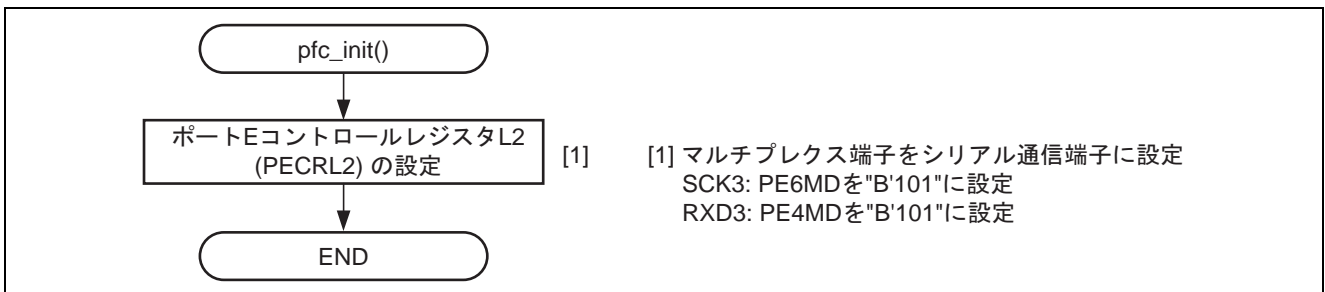 pfc_init()
ポートEコントロールレジスタL2
(PECRL2) の設定
[1]
[1] マルチプレクス端子をシリアル通信端子に設定
SCK3: PE6MDを"B'101"に設定
RXD3: PE4MDを"B'101"に設定
END